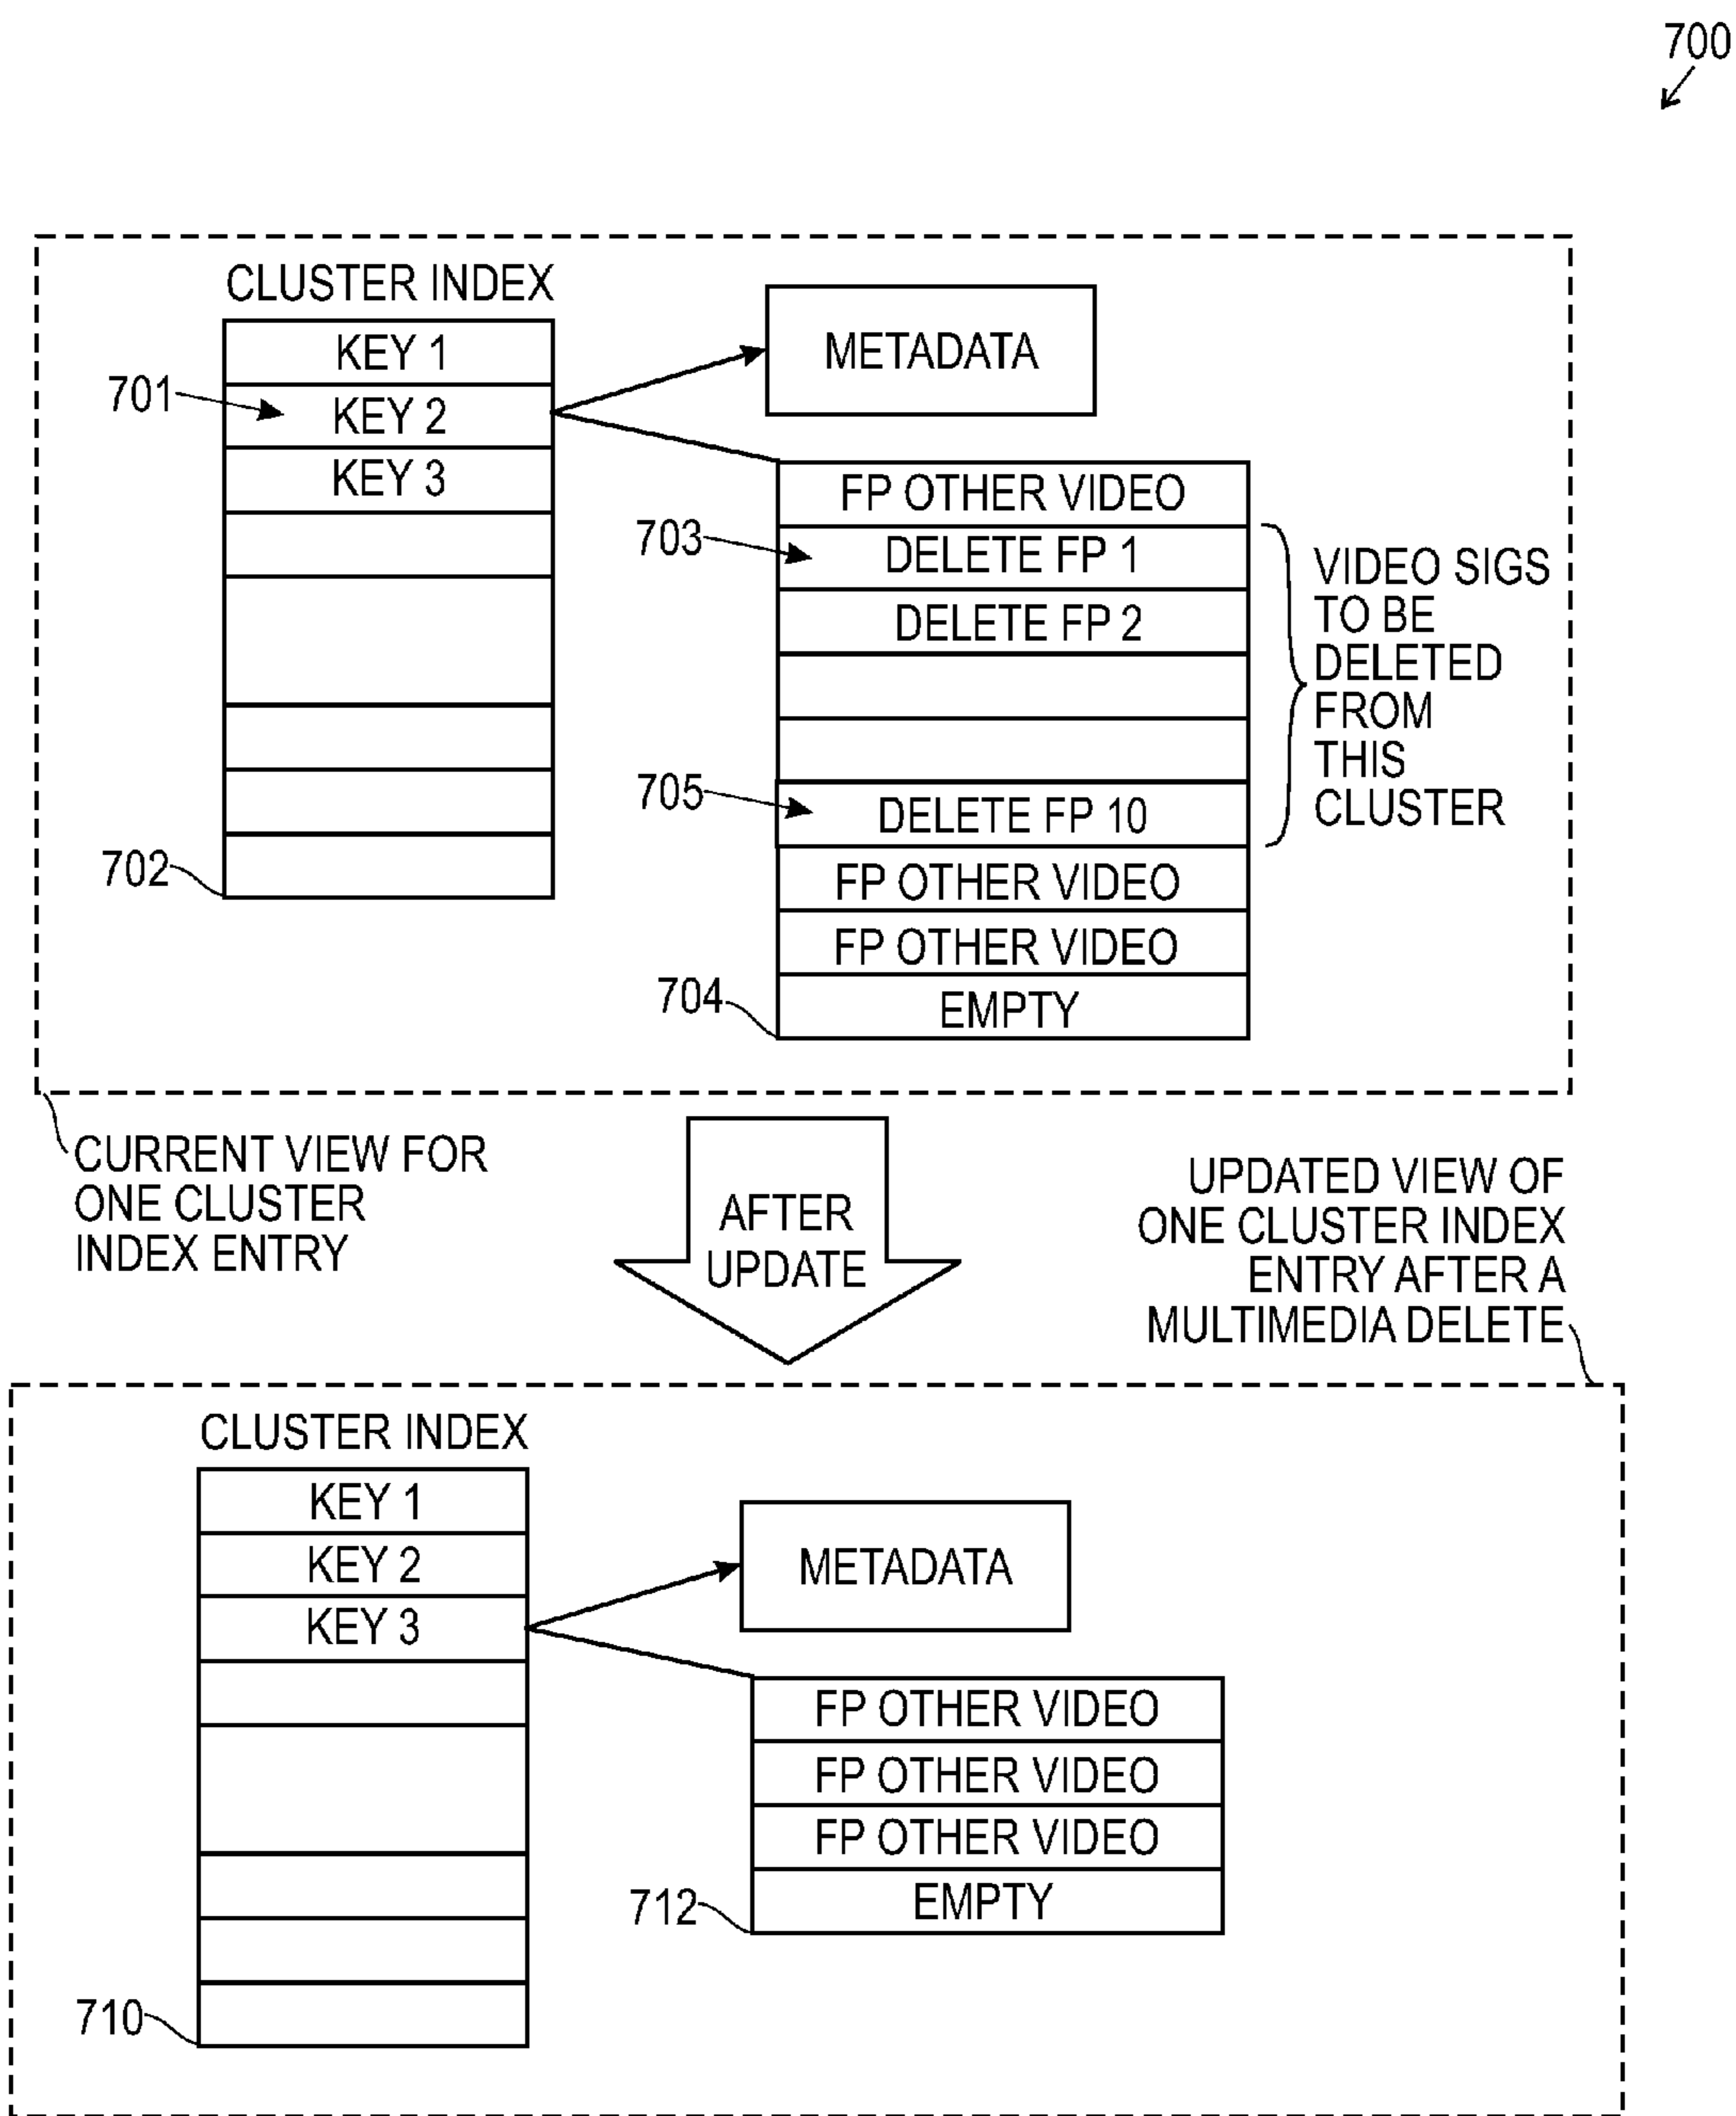 700
CLUSTER INDEX
KEY 1
METADATA
701
KEY 2
KEY 3
FP OTHER VIDEO
703
DELETE FP 1
DELETE FP 2
VIDEO SIGS
TO BE
DELETED
FROM
THIS
CLUSTER
705
DELETE FP 10
702
FP OTHER VIDEO
FP OTHER VIDEO
704
EMPTY
CURRENT VIEW FOR
ONE CLUSTER
INDEX ENTRY
AFTER
UPDATE
UPDATED VIEW OF
ONE CLUSTER INDEX
ENTRY AFTER A
MULTIMEDIA DELETE
CLUSTER INDEX
KEY 1
KEY 2
METADATA
KEY 3
FP OTHER VIDEO
FP OTHER VIDEO
FP OTHER VIDEO
712
EMPTY
710